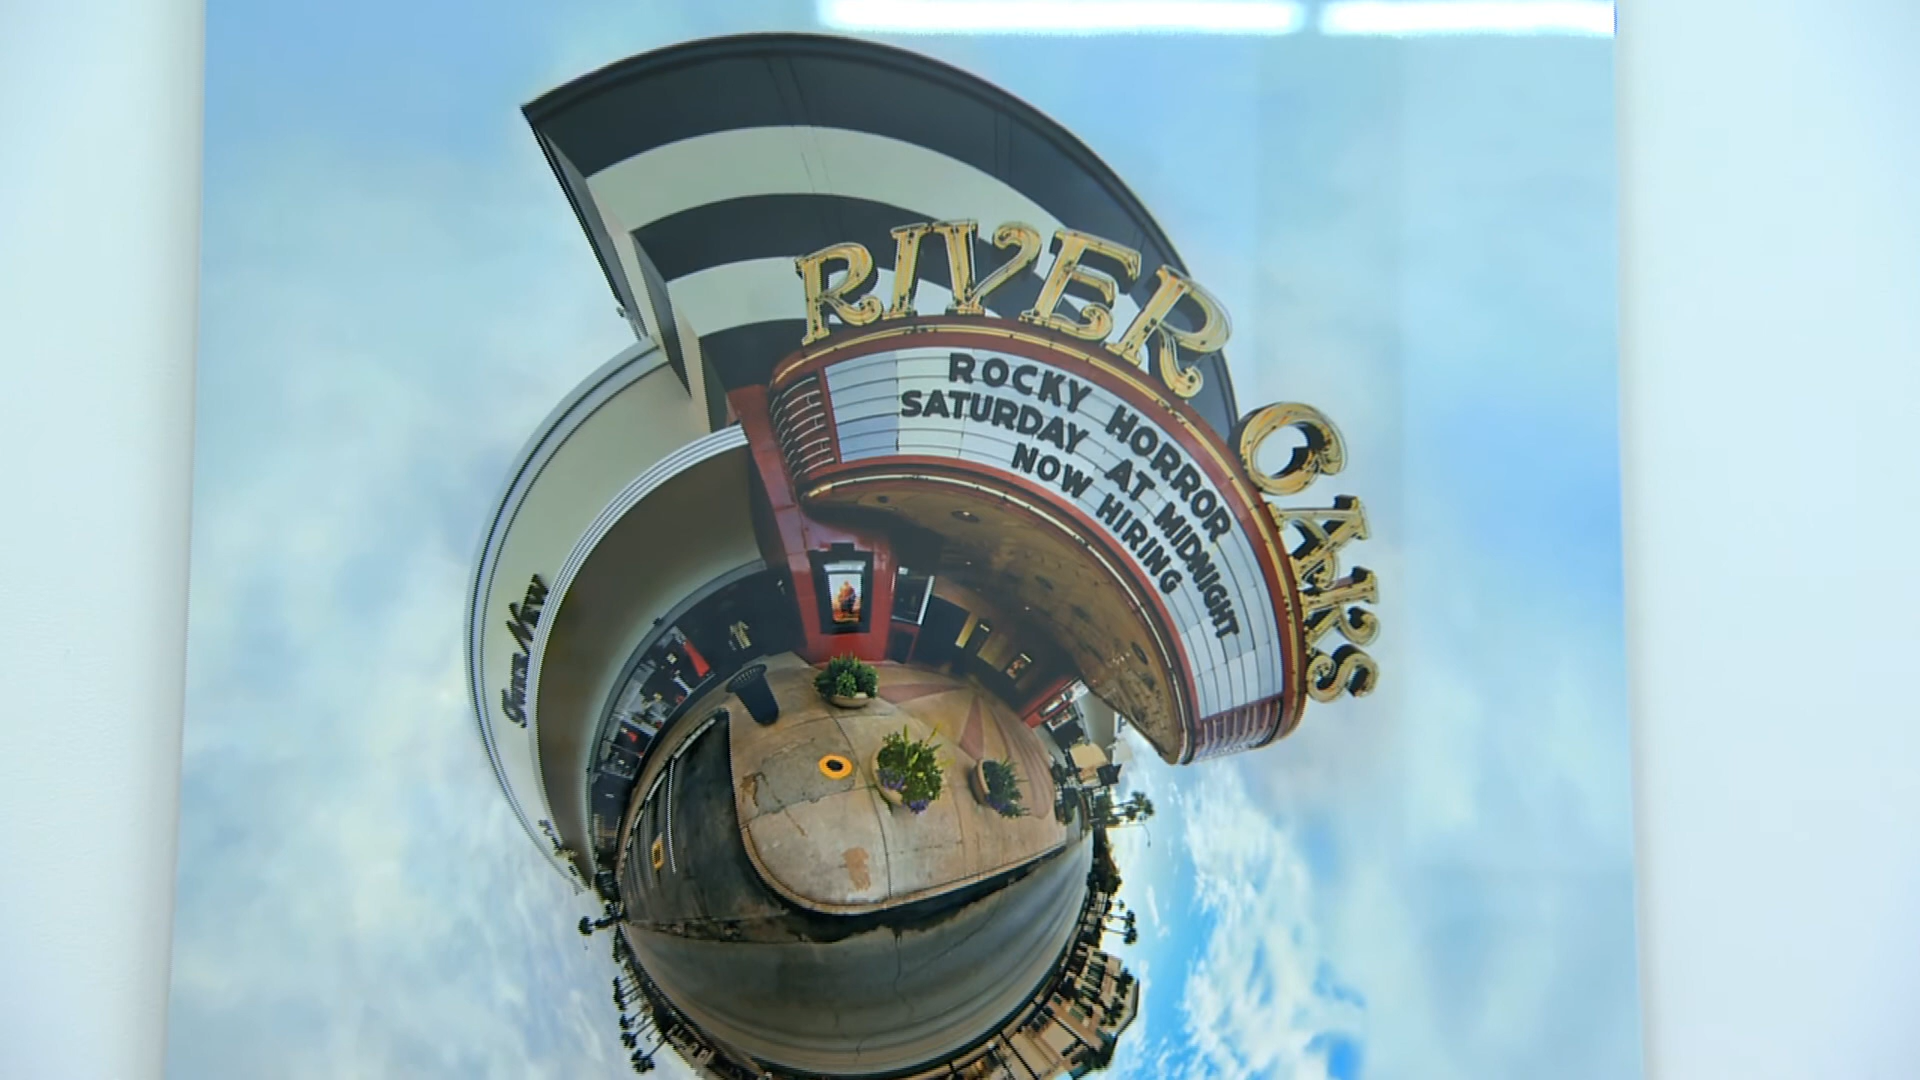 RIVER OAKS
ROCKY HORROR
SATURDAY AT MIDNIGHT
NOW HIRING